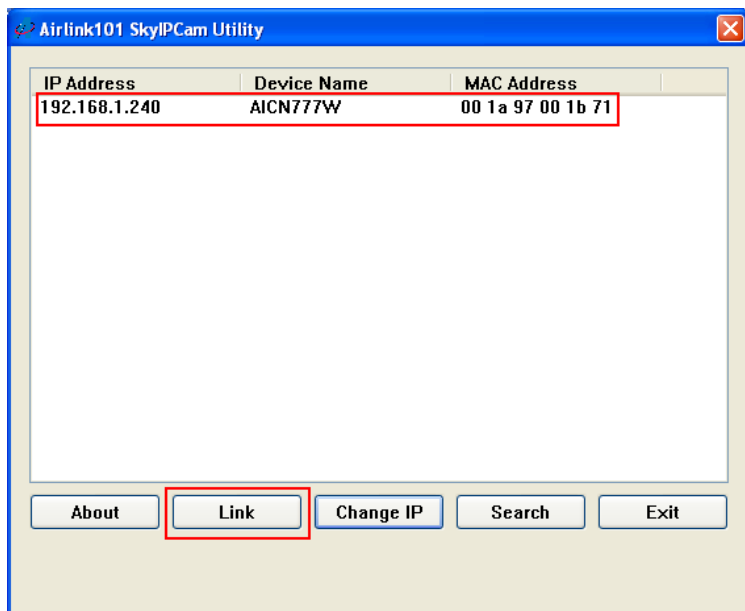 Airlink101 SkyIPCam Utility
IP Address Device Name MAC Address
192.168.1.240 AICN777W 00 1a 97 00 1b 71
About Link Change IP Search Exit